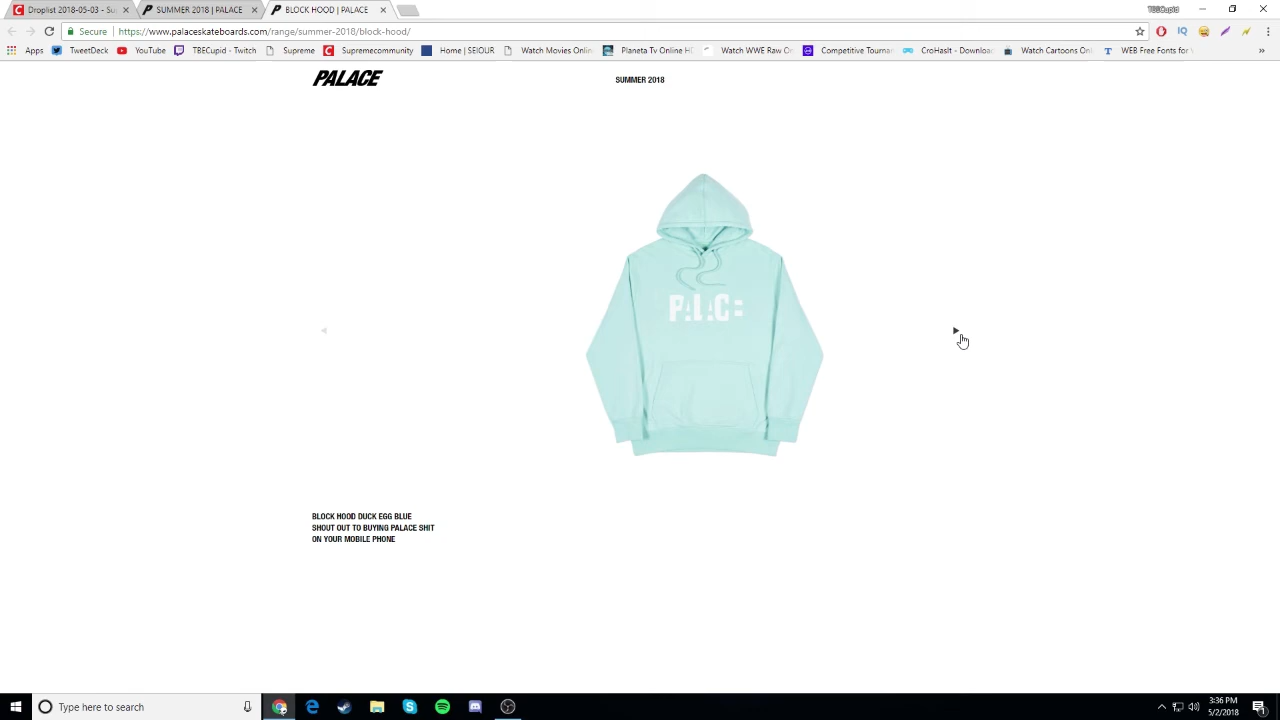 Droplist 2018-05-03 - Su
SUMMER 2018 | PALACE
BLOCK HOOD | PALACE
TBECupid
Secure
https://www.palaceskateboards.com/range/summer-2018/block-hood/
Apps
TweetDeck
YouTube
TBECupid - Twitch
Supreme
Supremecommunity
Home | SEIOUR
Watch Movies Onlin
Planeta Tv Online HD
Watch WWE Raw O
Competitive Tourna
CroHasit - Downloa
Watch Cartoons Onl
WEB Free Fonts for
PALACE
SUMMER 2018
PALACE
BLOCK HOOD DUCK EGG BLUE
SHOUT OUT TO BUYING PALACE SHIT
ON YOUR MOBILE PHONE
Type here to search
3:36 PM
5/2/2018